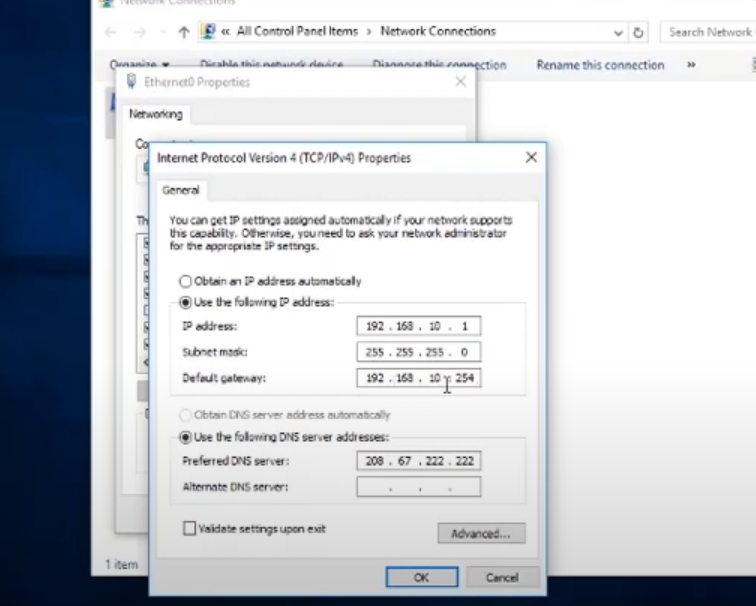 Network Connections
« All Control Panel Items > Network Connections
Search Network
Organize Disable this network device Diagnose this connection Rename this connection »
Ethernet0 Properties
Networking
Co
Internet Protocol Version 4 (TCP/IPv4) Properties
General
Th
You can get IP settings assigned automatically if your network supports
this capability. Otherwise, you need to ask your network administrator
for the appropriate IP settings.
Obtain an IP address automatically
Use the following IP address:
IP address: 192 . 168 . 10 . 1
Subnet mask: 255 . 255 . 255 . 0
Default gateway: 192 . 168 . 10 . 254
Obtain DNS server address automatically
Use the following DNS server addresses:
Preferred DNS server: 208 . 67 . 222 . 222
Alternate DNS server: . . .
Validate settings upon exit
Advanced...
1 item
OK Cancel